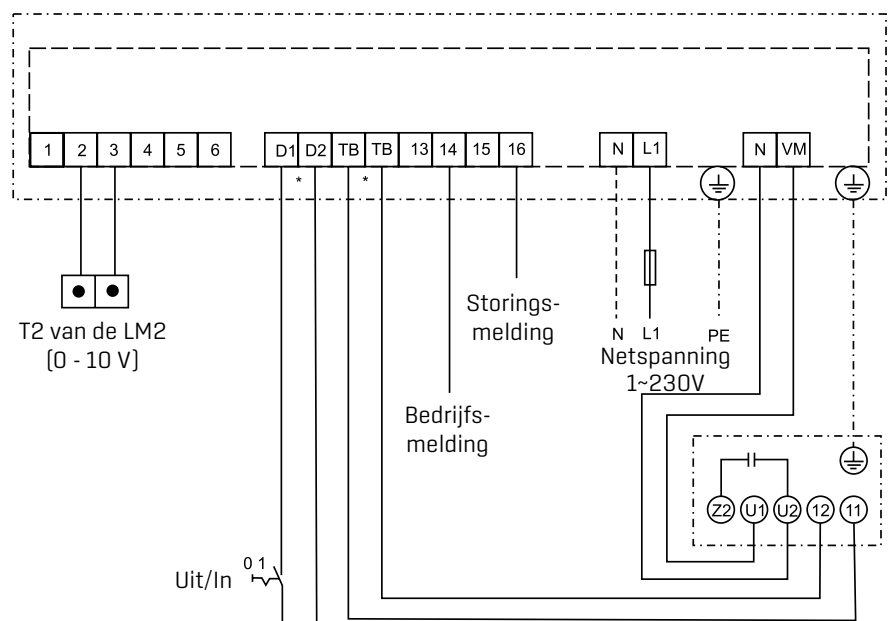 1 2 3 4 5 6 D1 D2 TB TB 13 14 15 16 N L1 N VM
* *
T2 van de LM2
(0 - 10 V)
Storings-
melding
N L1 PE
Netspanning
1~230V
Bedrijfs-
melding
Z2 U1 U2 12 11
0 1
Uit/In